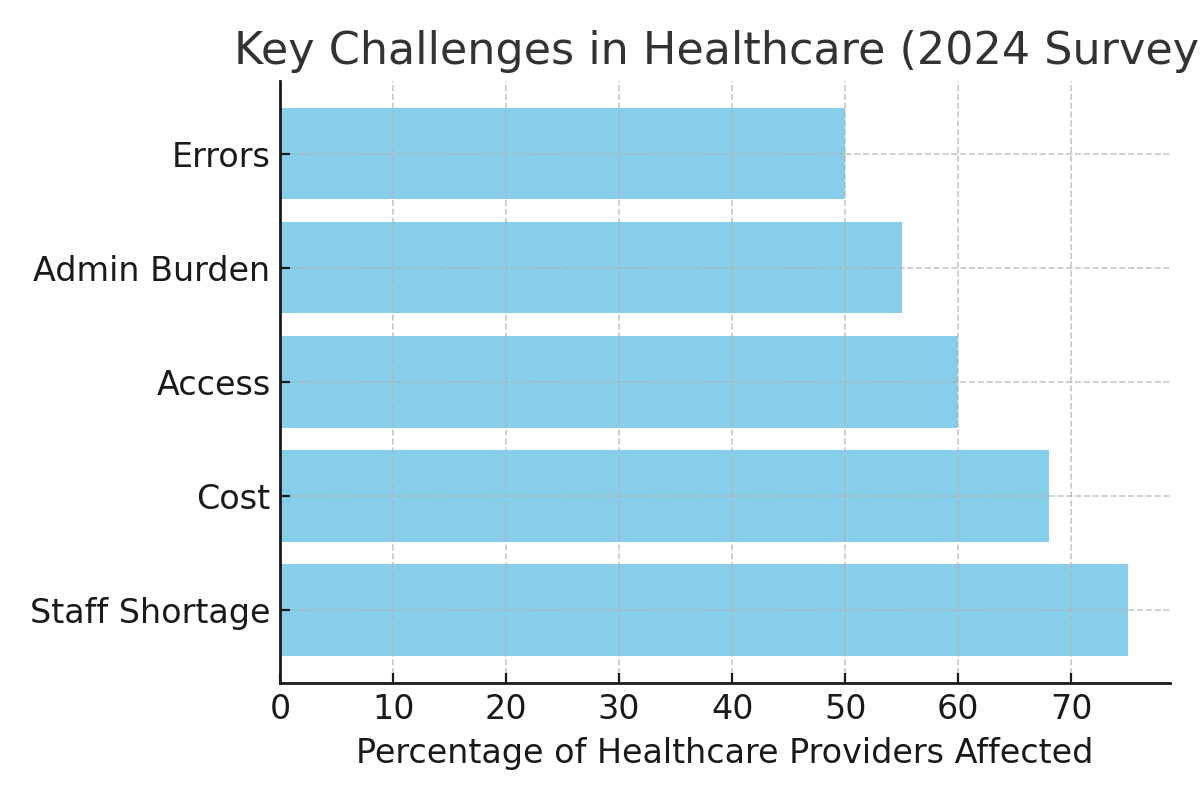 Key Challenges in Healthcare (2024 Survey
Errors
Admin Burden
Access
Cost
Staff Shortage
0 10 20 30 40 50 60 70
Percentage of Healthcare Providers Affected